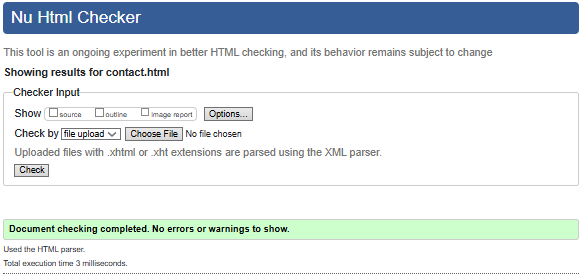 Nu Html Checker
This tool is an ongoing experiment in better HTML checking, and its behavior remains subject to change
Showing results for contact.html
Checker Input
Show source outline image report Options...
Check by file upload Choose File No file chosen
Uploaded files with .xhtml or .xht extensions are parsed using the XML parser.
Check
Document checking completed. No errors or warnings to show.
Used the HTML parser.
Total execution time 3 milliseconds.